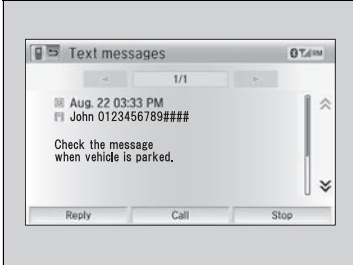 Text messages
1/1
Aug. 22 03:33 PM
John 0123456789####
Check the message
when vehicle is parked.
Reply Call Stop